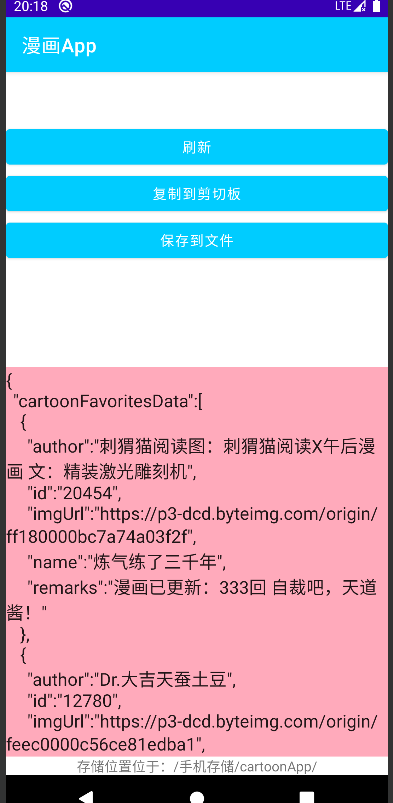 20:18
LTE
漫画App
刷新
复制到剪切板
保存到文件
{
"cartoonFavoritesData":[
{
"author":"刺猬猫阅读图：刺猬猫阅读X午后漫
画 文：精装激光雕刻机",
"id":"20454",
"imgUrl":"https://p3-dcd.byteimg.com/origin/
ff180000bc7a74a03f2f",
"name":"炼气练了三千年",
"remarks":"漫画已更新：333回 自裁吧，天道
酱！"
},
{
"author":"Dr.大吉天蚕土豆",
"id":"12780",
"imgUrl":"https://p3-dcd.byteimg.com/origin/
feec0000c56ce81edba1",
存储位置位于：/手机存储/cartoonApp/